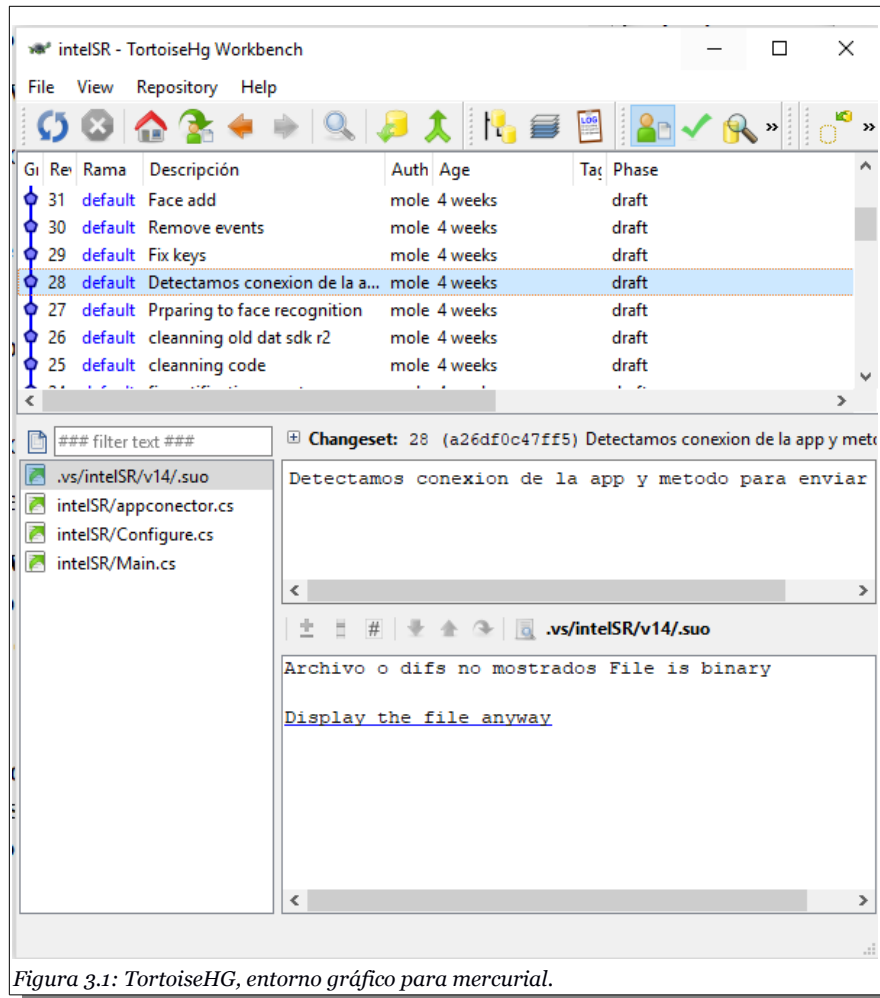 intelSR - TortoiseHg Workbench
File View Repository Help
LOG
Rev Rama Descripción Auth Age Phase
31 default Face add mole 4 weeks draft
30 default Remove events mole 4 weeks draft
29 default Fix keys mole 4 weeks draft
28 default Detectamos conexion de la a... mole 4 weeks draft
27 default Prparing to face recognition mole 4 weeks draft
26 default cleanning old dat sdk r2 mole 4 weeks draft
25 default cleanning code mole 4 weeks draft
### filter text ###
Changeset: 28 (a26df0c47ff5) Detectamos conexion de la app y meto
.vs/intelSR/v14/.suo
intelSR/appconector.cs
intelSR/Configure.cs
intelSR/Main.cs
Detectamos conexion de la app y metodo para enviar
.vs/intelSR/v14/.suo
Archivo o difs no mostrados File is binary
Display the file anyway
Figura 3.1: TortoiseHG, entorno gráfico para mercurial.